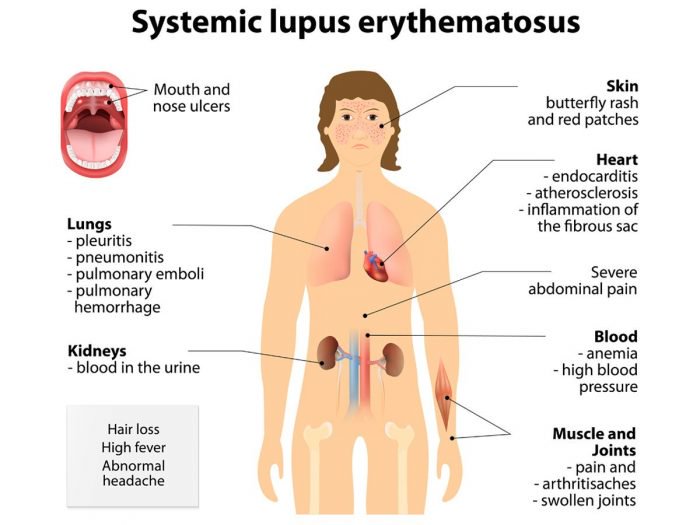 Systemic lupus erythematosus
Mouth and
nose ulcers
Skin
butterfly rash
and red patches
Heart
- endocarditis
- atherosclerosis
- inflammation of
the fibrous sac
Lungs
- pleuritis
- pneumonitis
- pulmonary emboli
- pulmonary
hemorrhage
Severe
abdominal pain
Kidneys
- blood in the urine
Blood
- anemia
- high blood
pressure
Hair loss
High fever
Abnormal
headache
Muscle and
Joints
- pain and
- arthritisaches
- swollen joints